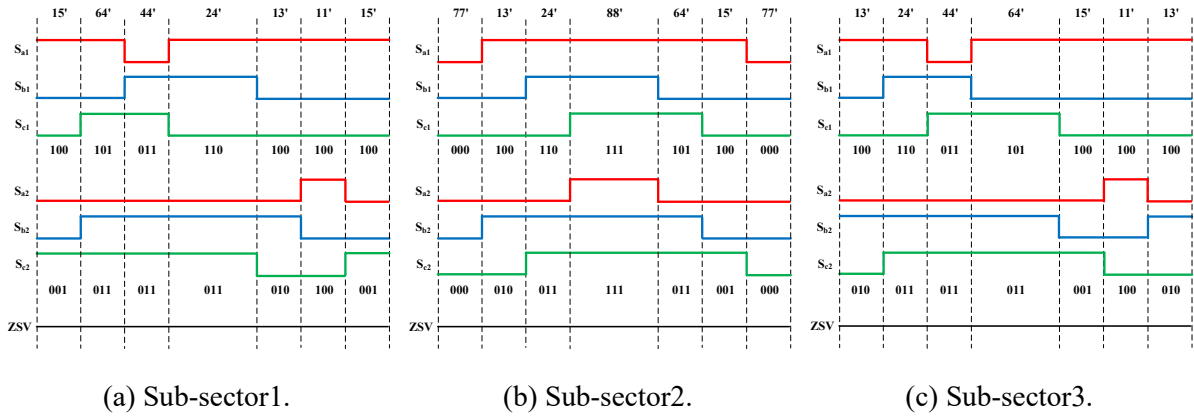 15' 64' 44' 24' 13' 11' 15'
Sa1
Sb1
Sc1
100 101 011 110 100 100 100
Sa2
Sb2
Sc2
001 011 011 011 010 100 001
ZSV
(a) Sub-sector1.
77' 13' 24' 88' 64' 15' 77'
Sa1
Sb1
Sc1
000 100 110 111 101 100 000
Sa2
Sb2
Sc2
000 010 011 111 011 001 000
ZSV
(b) Sub-sector2.
13' 24' 44' 64' 15' 11' 13'
Sa1
Sb1
Sc1
100 110 011 101 100 100 100
Sa2
Sb2
Sc2
010 011 011 011 001 100 010
ZSV
(c) Sub-sector3.